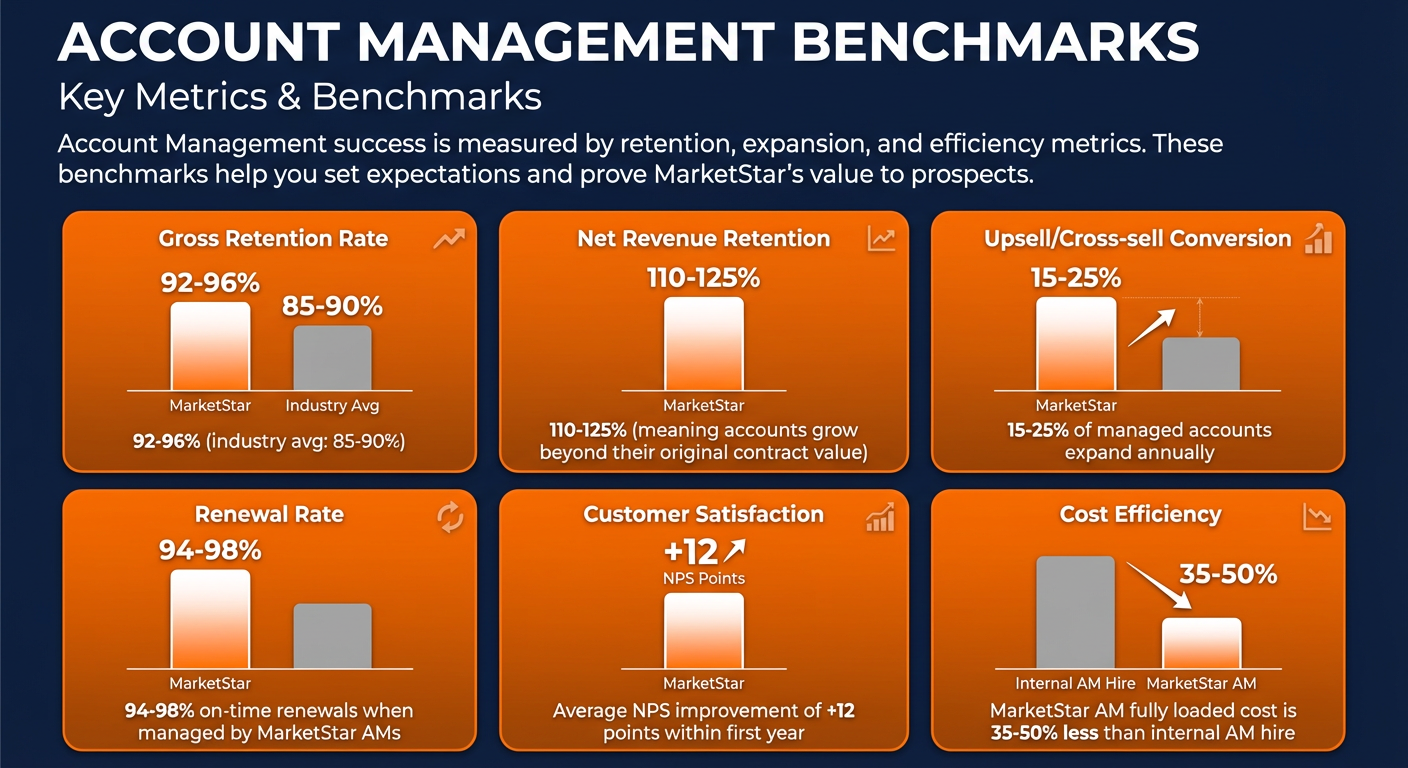 ACCOUNT MANAGEMENT BENCHMARKS
Key Metrics & Benchmarks
Account Management success is measured by retention, expansion, and efficiency metrics. These
benchmarks help you set expectations and prove MarketStar's value to prospects.
Gross Retention Rate
92-96%
85-90%
MarketStar
Industry Avg
92-96% (industry avg: 85-90%)
Net Revenue Retention
110-125%
MarketStar
110-125% (meaning accounts grow
beyond their original contract value)
Upsell/Cross-sell Conversion
15-25%
MarketStar
15-25% of managed accounts
expand annually
Renewal Rate
94-98%
MarketStar
94-98% on-time renewals when
managed by MarketStar AMs
Customer Satisfaction
+12
NPS Points
MarketStar
Average NPS improvement of +12
points within first year
Cost Efficiency
35-50%
Internal AM Hire
MarketStar AM
MarketStar AM fully loaded cost is
35-50% less than internal AM hire